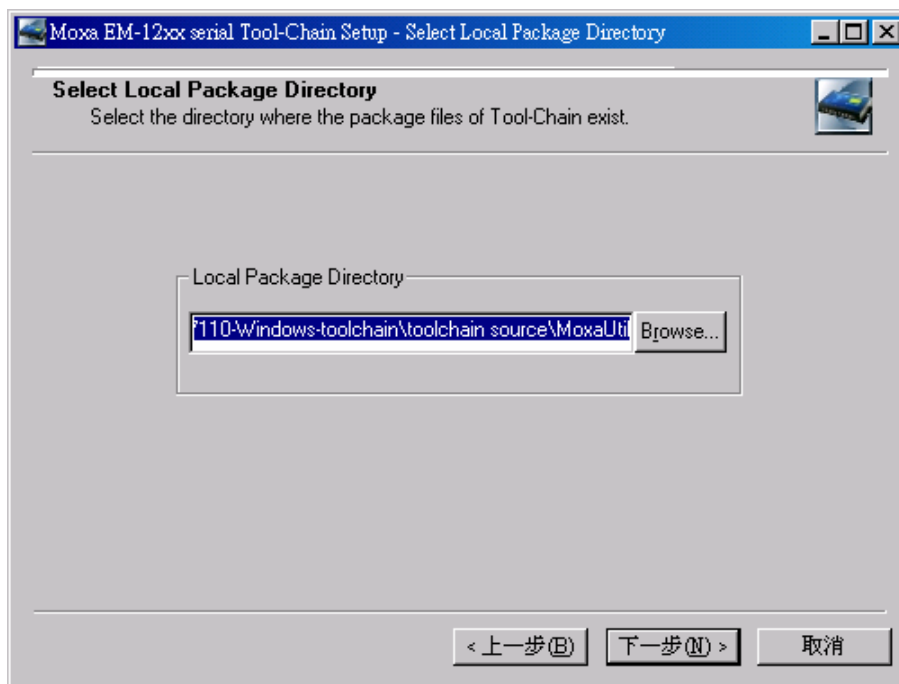 Moxa EM-12xx serial Tool-Chain Setup - Select Local Package Directory
Select Local Package Directory
Select the directory where the package files of Tool-Chain exist.
Local Package Directory
7110-Windows-toolchain\toolchain source\MoxaUtil Browse...
< 上一步(B) 下一步(N) > 取消